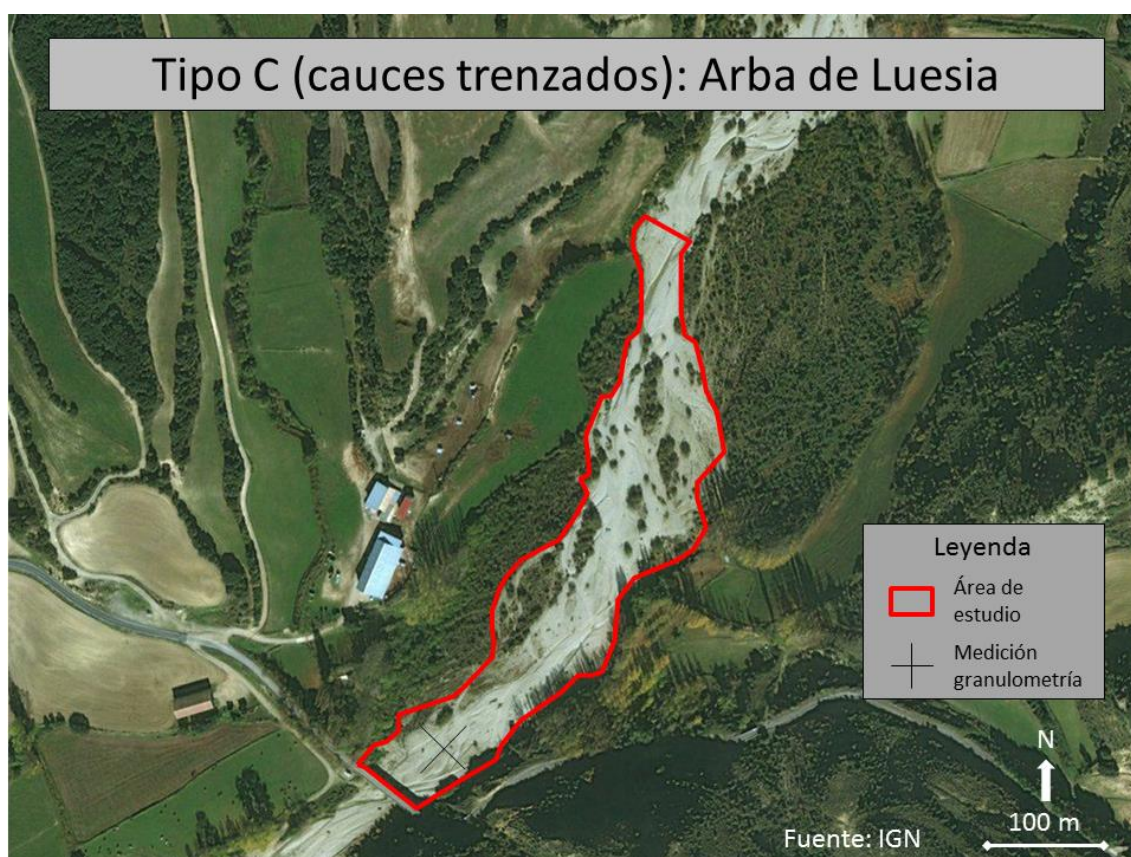 Tipo C (cauces trenzados): Arba de Luesia
Leyenda
Área de
estudio
Medición
granulometría
N
100 m
Fuente: IGN